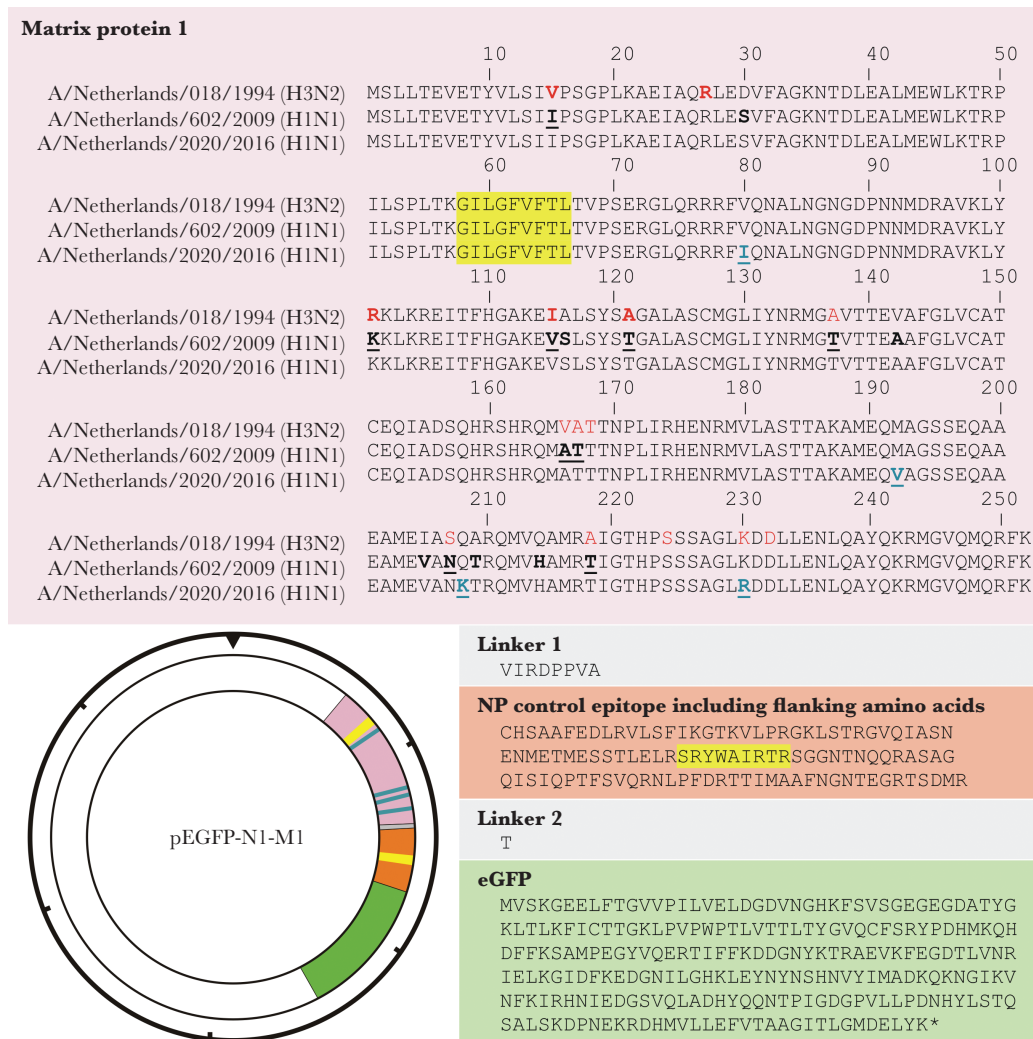 Matrix protein 1
10 20 30 40 50
A/Netherlands/018/1994 (H3N2) MSLLTEVETYVLSIVPSGPLKAEIAQRLEDVFAGKNTDLEALMEWLKTRP
A/Netherlands/602/2009 (H1N1) MSLLTEVETYVLSIIPSGPLKAEIAQRLESVFAGKNTDLEALMEWLKTRP
A/Netherlands/2020/2016 (H1N1) MSLLTEVETYVLSIIPSGPLKAEIAQRLESVFAGKNTDLEALMEWLKTRP
60 70 80 90 100
A/Netherlands/018/1994 (H3N2) ILSPLTKGILGFVFTLTVPSERGLQRRRFVQNALNGNGDPNNMDRAVKLY
A/Netherlands/602/2009 (H1N1) ILSPLTKGILGFVFTLTVPSERGLQRRRFVQNALNGNGDPNNMDRAVKLY
A/Netherlands/2020/2016 (H1N1) ILSPLTKGILGFVFTLTVPSERGLQRRRFIQNALNGNGDPNNMDRAVKLY
110 120 130 140 150
A/Netherlands/018/1994 (H3N2) RKLKREITFHGAKEIALSYSAGALASCMGLIYNRMGAVTTEVAFGLVCAT
A/Netherlands/602/2009 (H1N1) KKLKREITFHGAKEVSLSYSTGALASCMGLIYNRMGTVTTEAAFGLVCAT
A/Netherlands/2020/2016 (H1N1) KKLKREITFHGAKEVSLSYSTGALASCMGLIYNRMGTVTTEAAFGLVCAT
160 170 180 190 200
A/Netherlands/018/1994 (H3N2) CEQIADSQHRSHRQMVATTNPLIRHENRMVLASTTAKAMEQMAGSSEQAA
A/Netherlands/602/2009 (H1N1) CEQIADSQHRSHRQMATTTNPLIRHENRMVLASTTAKAMEQMAGSSEQAA
A/Netherlands/2020/2016 (H1N1) CEQIADSQHRSHRQMATTTNPLIRHENRMVLASTTAKAMEQVAGSSEQAA
210 220 230 240 250
A/Netherlands/018/1994 (H3N2) EAMEIASQARQMVQAMRAIGTHPSSSAGLKDDLLENLQAYQKRMGVQMQRFK
A/Netherlands/602/2009 (H1N1) EAMEVANQTRQMVHAMRTIGTHPSSSAGLKDDLLENLQAYQKRMGVQMQRFK
A/Netherlands/2020/2016 (H1N1) EAMEVANKTRQMVHAMRTIGTHPSSSAGLRDDLLENLQAYQKRMGVQMQRFK
pEGFP-N1-M1
Linker 1
VIRDPPVA
NP control epitope including flanking amino acids
CHSAAFEDLRVLSFIKGTKVLPRGKLSTRGVQIASN
ENMETMESSTLELRSRYWAIRTRSGGNTNQQRASAG
QISIQPTFSVQRNLPFDRTTIMAAFNGNTEGRTSDMR
Linker 2
T
eGFP
MVSKGEELFTGVVPILVELDGDVNGHKFSVSGEGEGDATYG
KLTLKFICTTGKLPVPWPTLVTTLTYGVQCFSRYPDHMKQH
DFFKSAMPEGYVQERTIFFKDDGNYKTRAEVKFEGDTLVNR
IELKGIDFKEDGNILGHKLEYNYNSHNVYIMADKQKNGIKV
NFKIRHNIEDGSVQLADHYQQNTPIGDGPVLLPDNHYLSTQ
SALSKDPNEKRDHMVLLEFVTAAGITLGMDELYK*